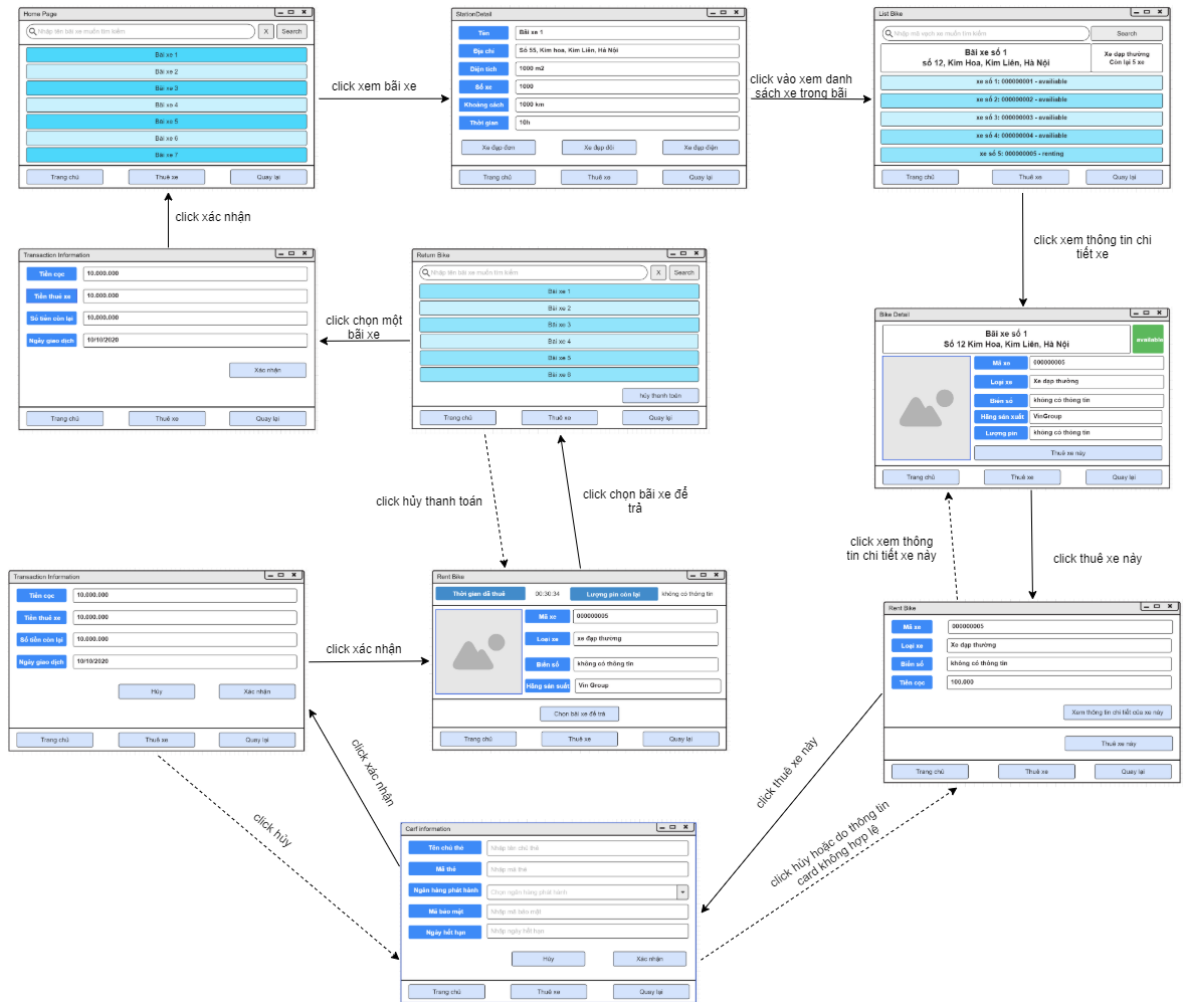 Home Page
Nhập tên bãi xe muốn tìm kiếm
X
Search
Bãi xe 1
Bãi xe 2
Bãi xe 3
Bãi xe 4
Bãi xe 5
Bãi xe 6
Bãi xe 7
Trang chủ
Thuê xe
Quay lại
click xem bãi xe
StationDetail
Tên
Bãi xe 1
Địa chỉ
Số 55, Kim hoa, Kim Liên, Hà Nội
Diện tích
1000 m2
Số xe
1000
Khoảng cách
1000 km
Thời gian
10h
Xe đạp đơn
Xe đạp đôi
Xe đạp điện
Trang chủ
Thuê xe
Quay lại
click vào xem danh
sách xe trong bãi
List Bike
Nhập mã vạch xe muốn tìm kiếm
Search
Bãi xe số 1
số 12, Kim Hoa, Kim Liên, Hà Nội
Xe đạp thường
Còn lại 5 xe
xe số 1: 000000001 - availiable
xe số 2: 000000002 - availiable
xe số 3: 000000003 - availiable
xe số 4: 000000004 - availiable
xe số 5: 000000005 - renting
Trang chủ
Thuê xe
Quay lại
click xác nhận
click xem thông tin chi
tiết xe
Transaction Information
Tiền cọc
10.000.000
Tiền thuê xe
10.000.000
Số tiền còn lại
10.000.000
Ngày giao dịch
10/10/2020
Xác nhận
Trang chủ
Thuê xe
Quay lại
click chọn một
bãi xe
Return Bike
Nhập tên bãi xe muốn tìm kiếm
X
Search
Bãi xe 1
Bãi xe 2
Bãi xe 3
Bãi xe 4
Bãi xe 5
Bãi xe 6
hủy thanh toán
Trang chủ
Thuê xe
Quay lại
Bike Detail
Bãi xe số 1
Số 12 Kim Hoa, Kim Liên, Hà Nội
available
Mã xe
000000005
Loại xe
Xe đạp thường
Biển số
không có thông tin
Hãng sản xuất
VinGroup
Lượng pin
không có thông tin
Thuê xe này
Trang chủ
Thuê xe
Quay lại
click hủy thanh toán
click chọn bãi xe để
trả
click xem thông
tin chi tiết xe này
click thuê xe này
Transaction Information
Tiền cọc
10.000.000
Tiền thuê xe
10.000.000
Số tiền còn lại
10.000.000
Ngày giao dịch
10/10/2020
Hủy
Xác nhận
Trang chủ
Thuê xe
Quay lại
click xác nhận
Rent Bike
Thời gian đã thuê
00:30:34
Lượng pin còn lại
không có thông tin
Mã xe
000000005
Loại xe
xe đạp thường
Biển số
không có thông tin
Hãng sản xuất
Vin Group
Chọn bãi xe để trả
Trang chủ
Thuê xe
Quay lại
Rent Bike
Mã xe
000000005
Loại xe
Xe đạp thường
Biển số
không có thông tin
Tiền cọc
100.000
Xem thông tin chi tiết của xe này
Thuê xe này
Trang chủ
Thuê xe
Quay lại
click xác nhận
click thuê xe này
click hủy
click hủy hoặc do thông tin
card không hợp lệ
Carf information
Tên chủ thẻ
Nhập tên chủ thẻ
Mã thẻ
Nhập mã thẻ
Ngân hàng phát hành
Chọn ngân hàng phát hành
Mã bảo mật
Nhập mã bảo mật
Ngày hết hạn
Nhập ngày hết hạn
Hủy
Xác nhận
Trang chủ
Thuê xe
Quay lại